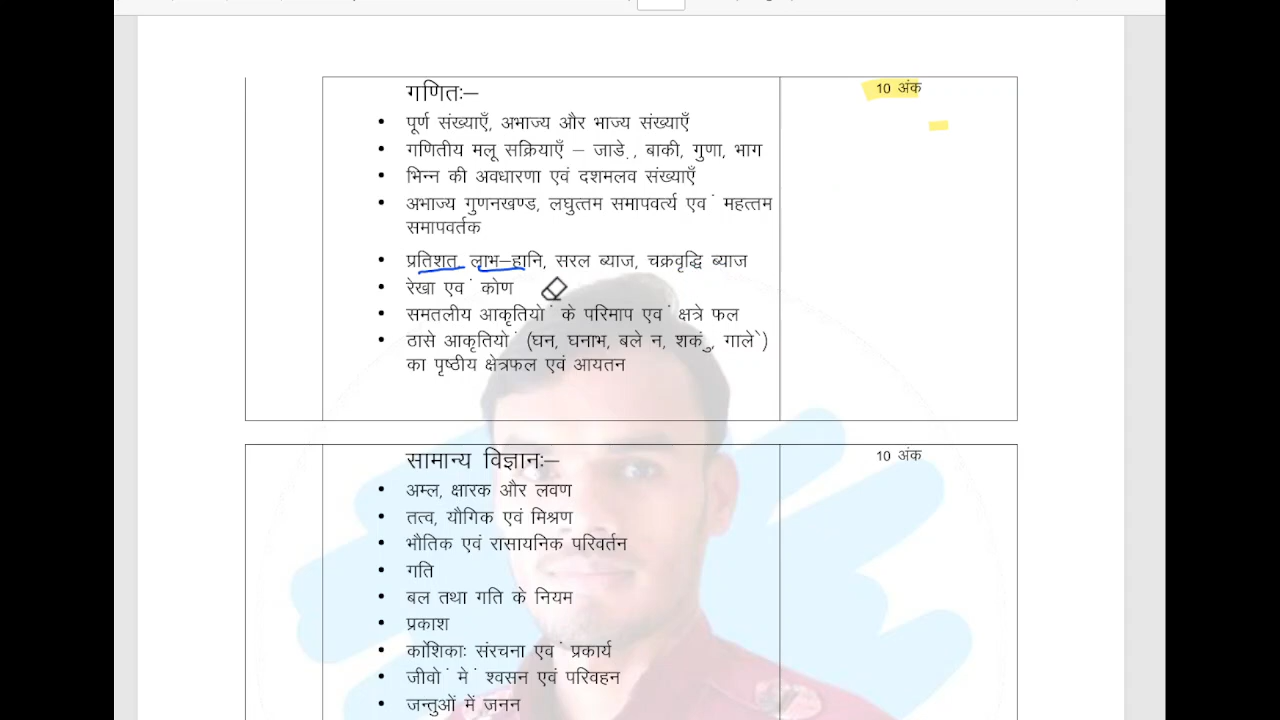 गणितः—
10 अंक
• पूर्ण संख्याएँ, अभाज्य और भाज्य संख्याएँ
• गणितीय मलू संक्रियाएँ – जाडे़ , बाकी, गुणा, भाग
• भिन्न की अवधारणा एवं दशमलव संख्याएँ
• अभाज्य गुणनखण्ड, लघुत्तम समापवर्त्य एवं महत्तम
समापवर्तक
• प्रतिशत, लाभ–हानि, सरल ब्याज, चक्रवृद्धि ब्याज
• रेखा एवं कोण
• समतलीय आकृतियों के परिमाप एवं क्षत्रे फल
• ठासे आकृतियों (घन, घनाभ, बले न, शकुं, गाले)
का पृष्ठीय क्षेत्रफल एवं आयतन
सामान्य विज्ञानः—
10 अंक
• अम्ल, क्षारक और लवण
• तत्व, यौगिक एवं मिश्रण
• भौतिक एवं रासायनिक परिवर्तन
• गति
• बल तथा गति के नियम
• प्रकाश
• कोशिकाः संरचना एवं प्रकार्य
• जीवों में श्वसन एवं परिवहन
• जन्तुओं में जनन